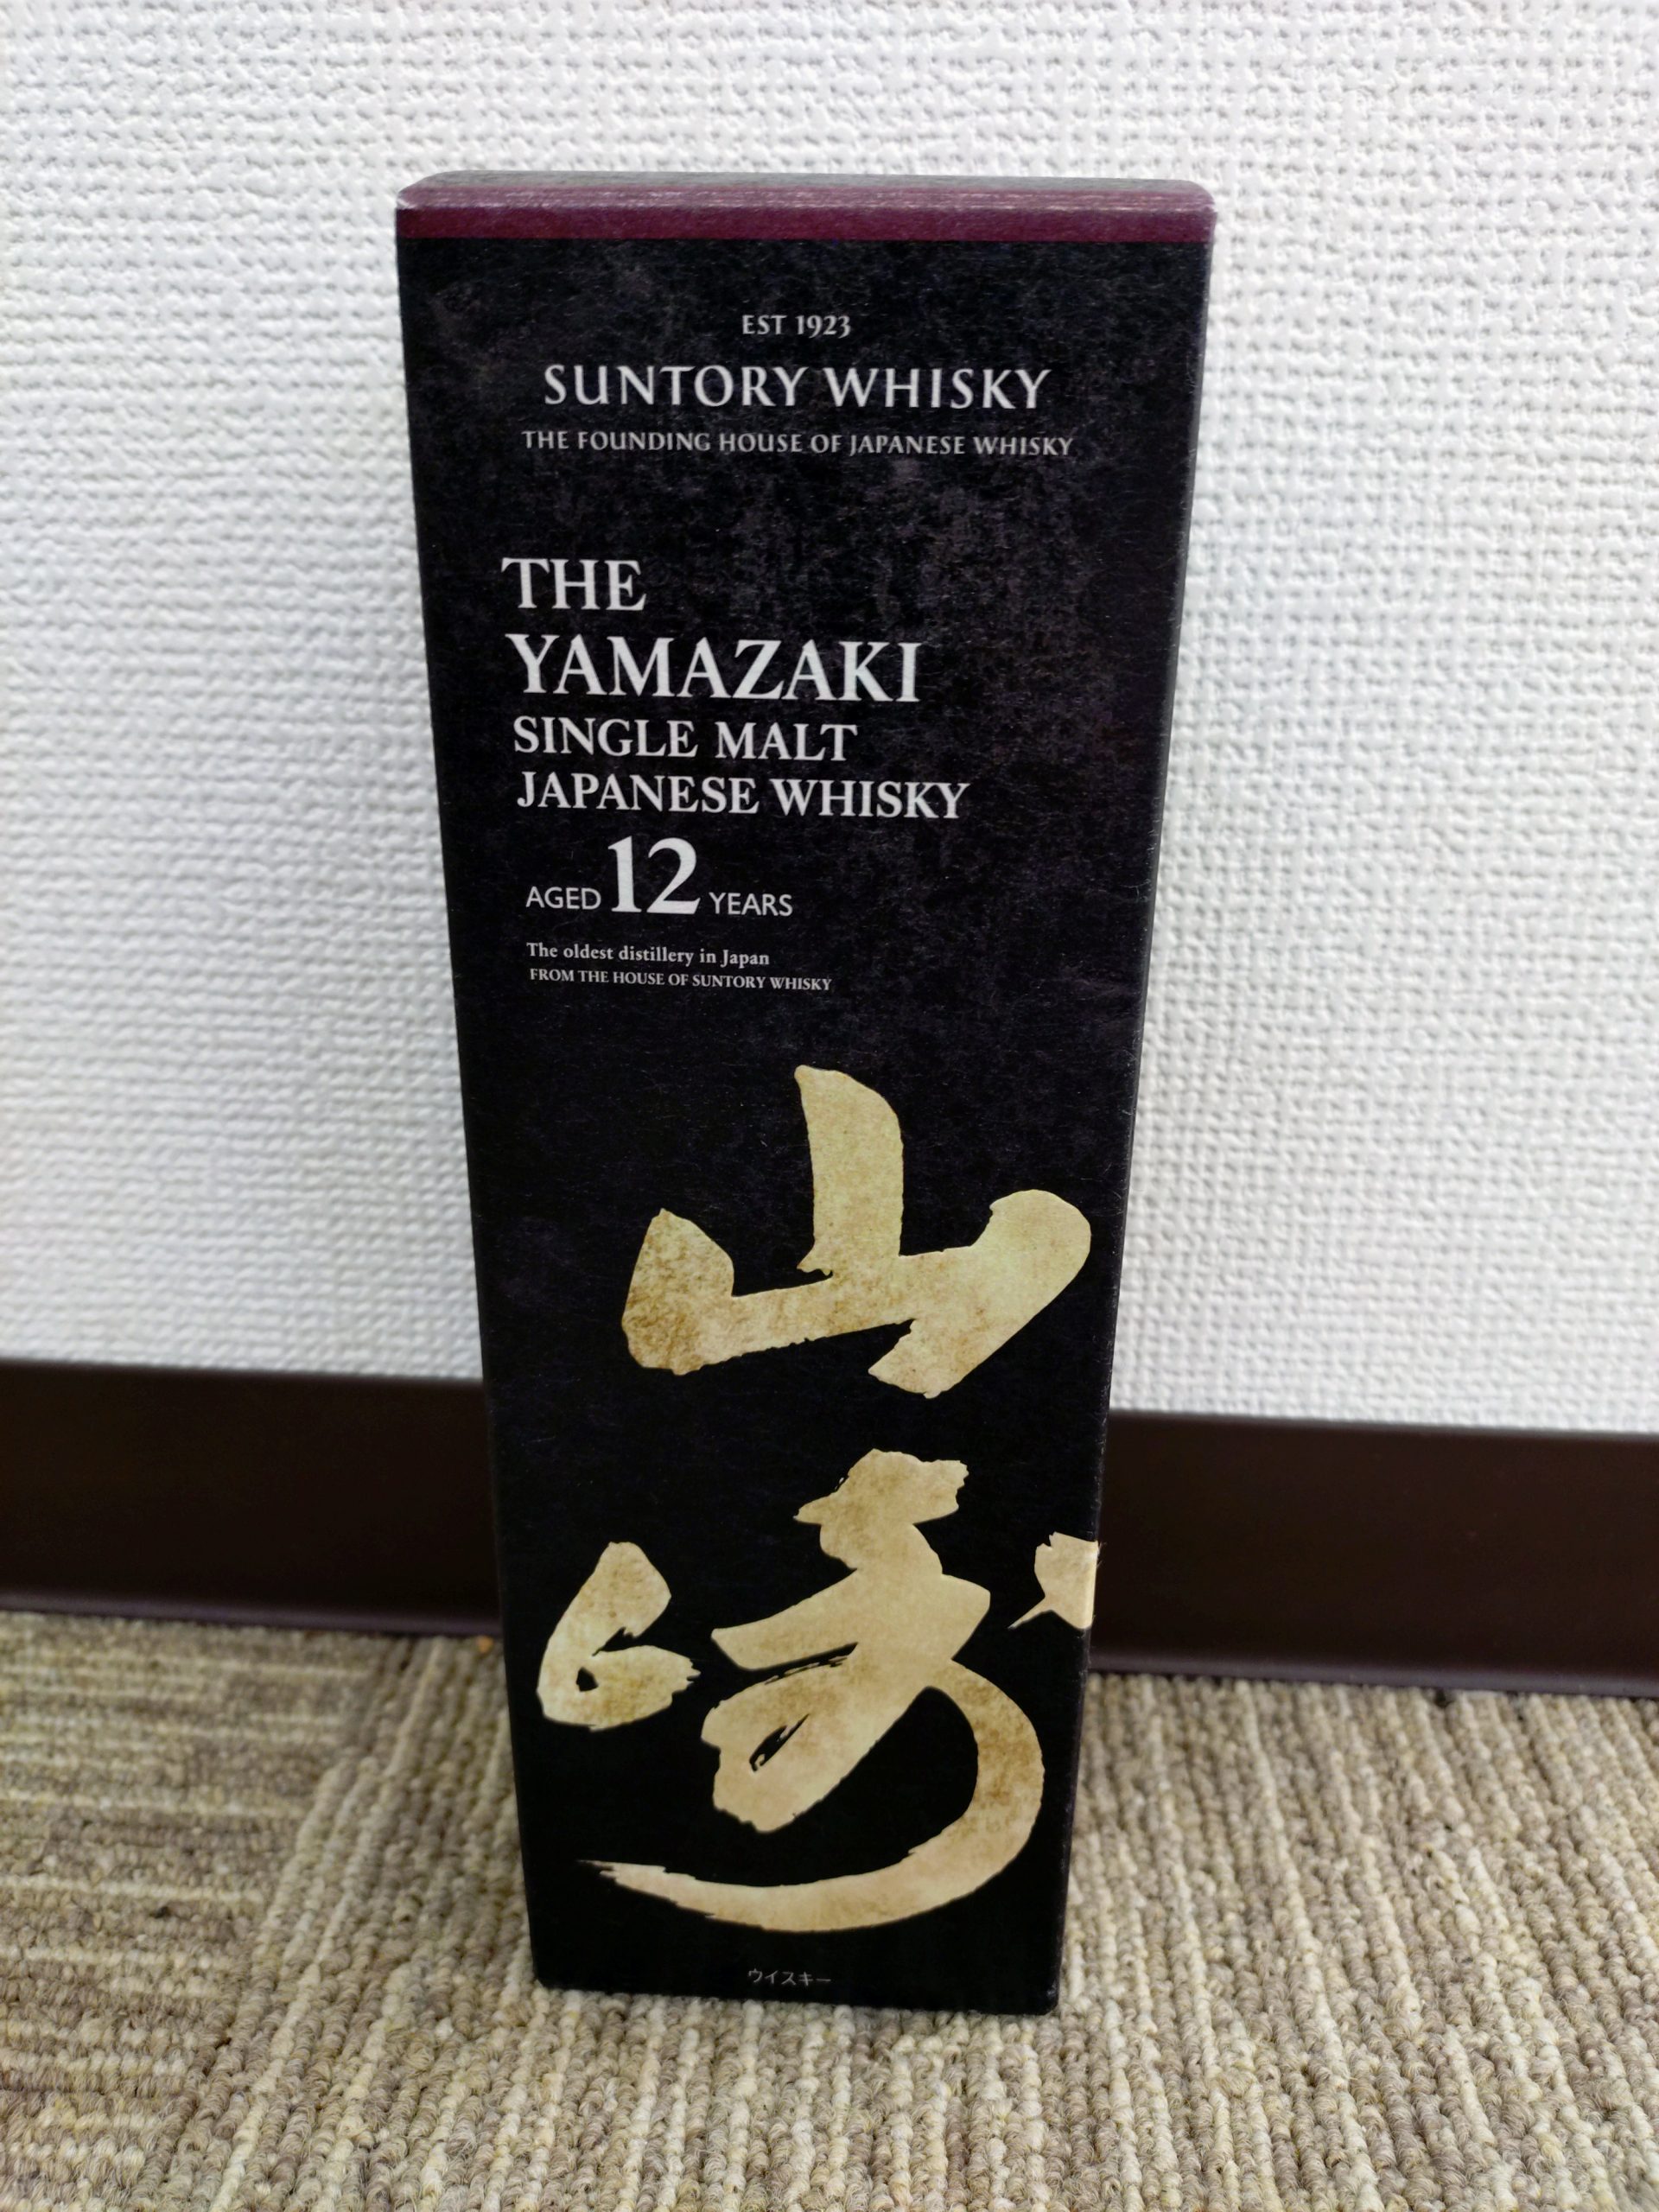 EST 1923
SUNTORY WHISKY
THE FOUNDING HOUSE OF JAPANESE WHISKY
THE
YAMAZAKI
SINGLE MALT
JAPANESE WHISKY
AGED 12 YEARS
The oldest distillery in Japan
FROM THE HOUSE OF SUNTORY WHISKY
山
崎
ウイスキー